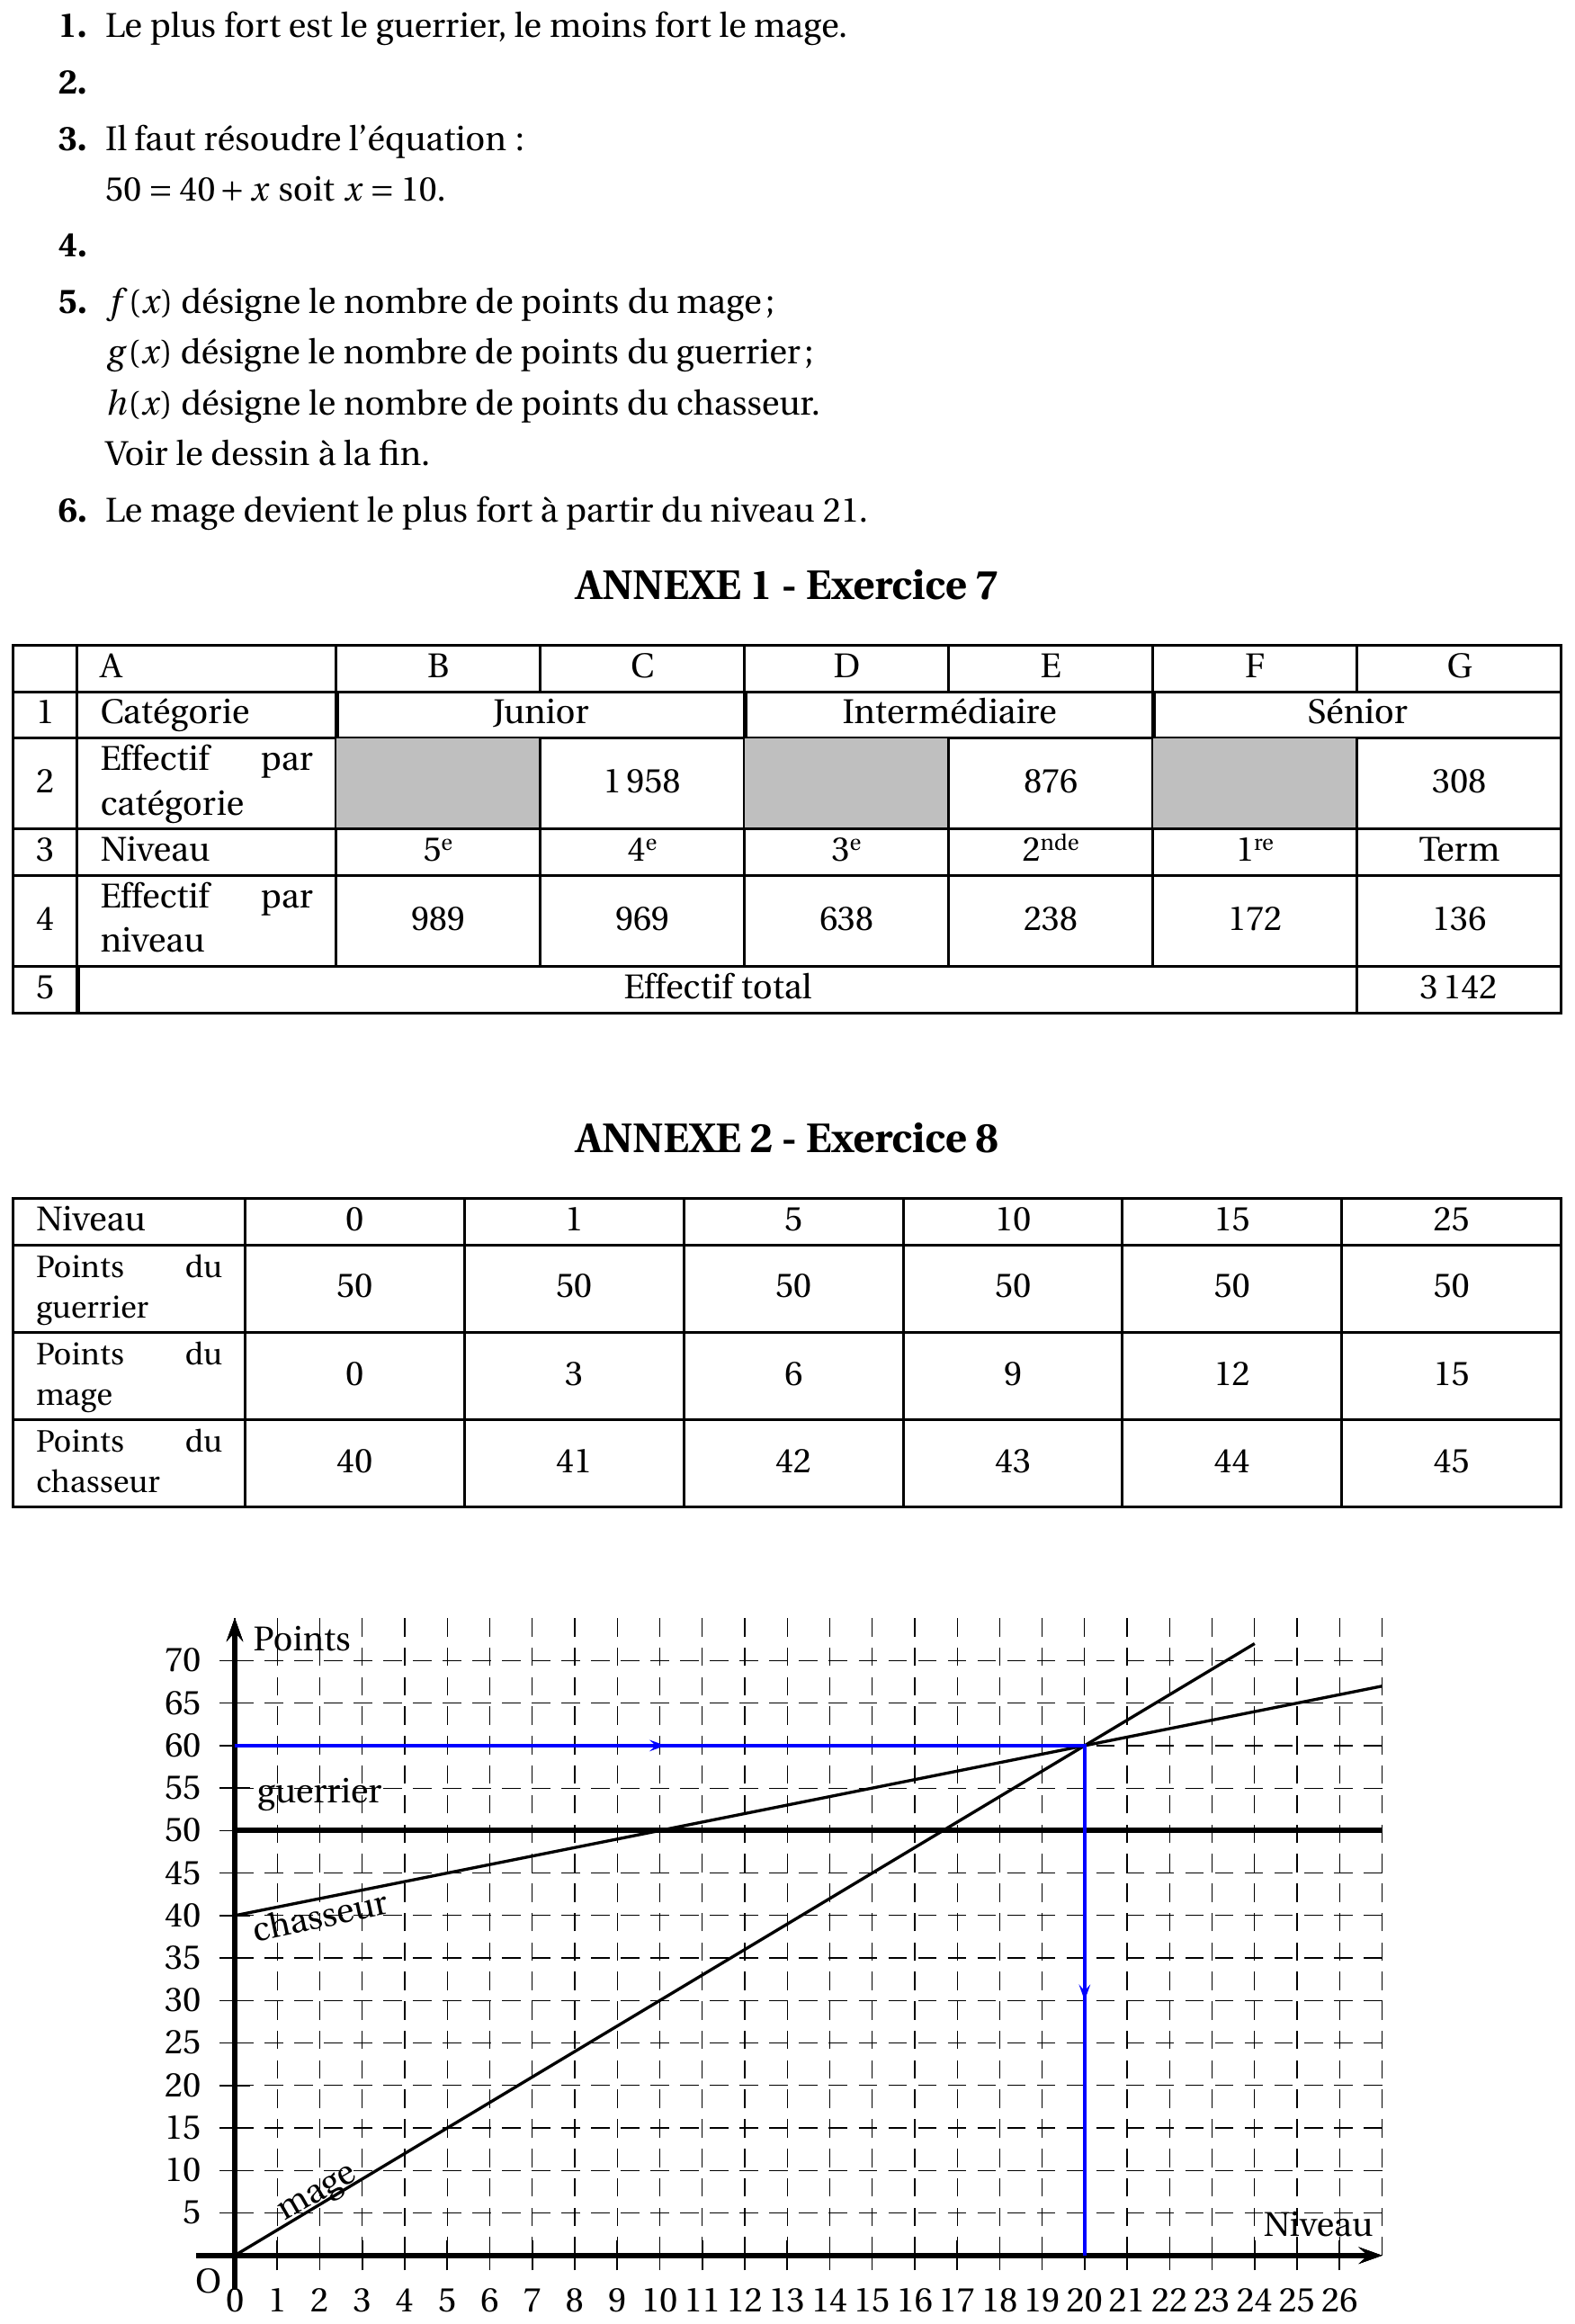 1. Le plus fort est le guerrier, le moins fort le mage.
2.
3. Il faut résoudre l'équation :
50 = 40 + x soit x = 10.
4.
5. f(x) désigne le nombre de points du mage;
g(x) désigne le nombre de points du guerrier;
h(x) désigne le nombre de points du chasseur.
Voir le dessin à la fin.
6. Le mage devient le plus fort à partir du niveau 21.
ANNEXE 1 - Exercice 7
A B C D E F G
1 Catégorie Junior Intermédiaire Sénior
2 Effectif par catégorie 1 958 876 308
3 Niveau 5e 4e 3e 2nde 1re Term
4 Effectif par niveau 989 969 638 238 172 136
5 Effectif total 3 142
ANNEXE 2 - Exercice 8
Niveau 0 1 5 10 15 25
Points du guerrier 50 50 50 50 50 50
Points du mage 0 3 6 9 12 15
Points du chasseur 40 41 42 43 44 45
Points
70
65
60
55
guerrier
50
45
40
chasseur
35
30
25
20
15
10
mage
5
Niveau
O
0 1 2 3 4 5 6 7 8 9 10 11 12 13 14 15 16 17 18 19 20 21 22 23 24 25 26